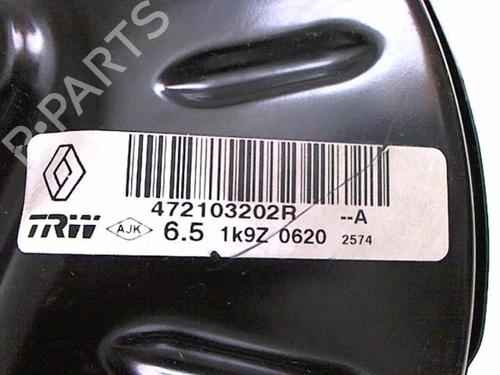 B-PARTS
472103202R --A
TRW AJK 6.5 1k9Z 0620 2574